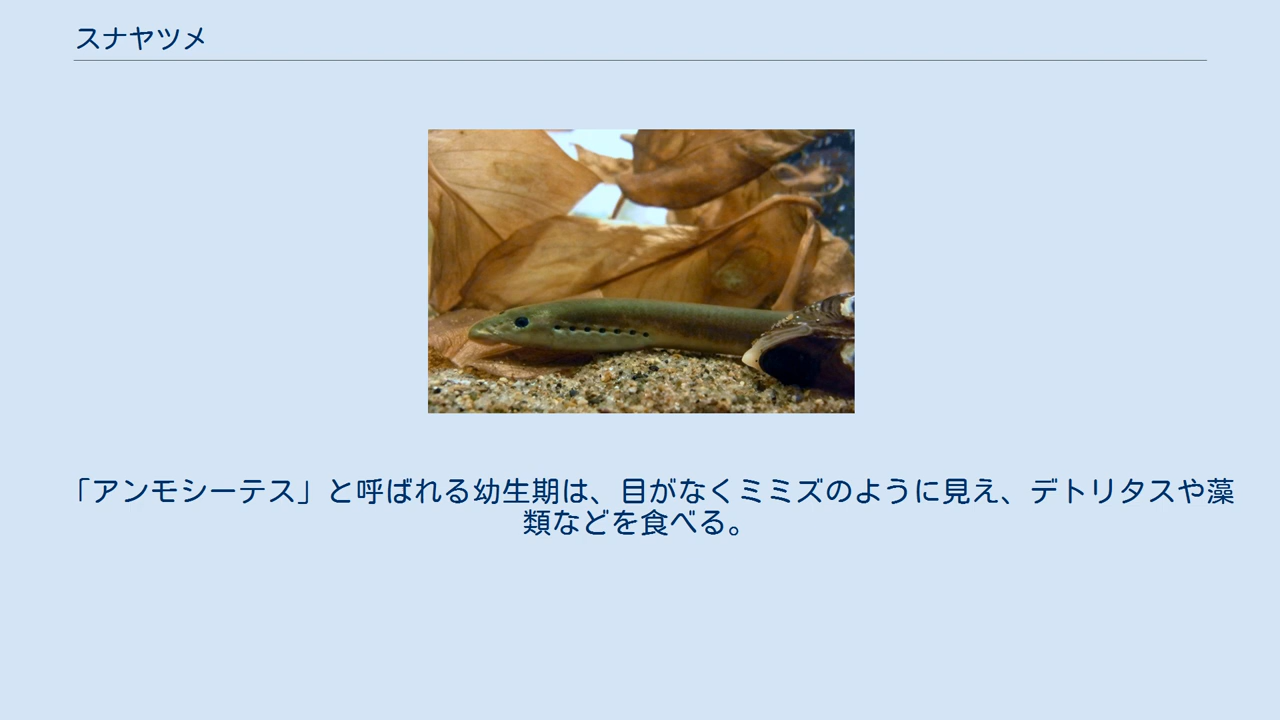 スナヤツメ
「アンモシーテス」と呼ばれる幼生期は、目がなくミミズのように見え、デトリタスや藻
類などを食べる。